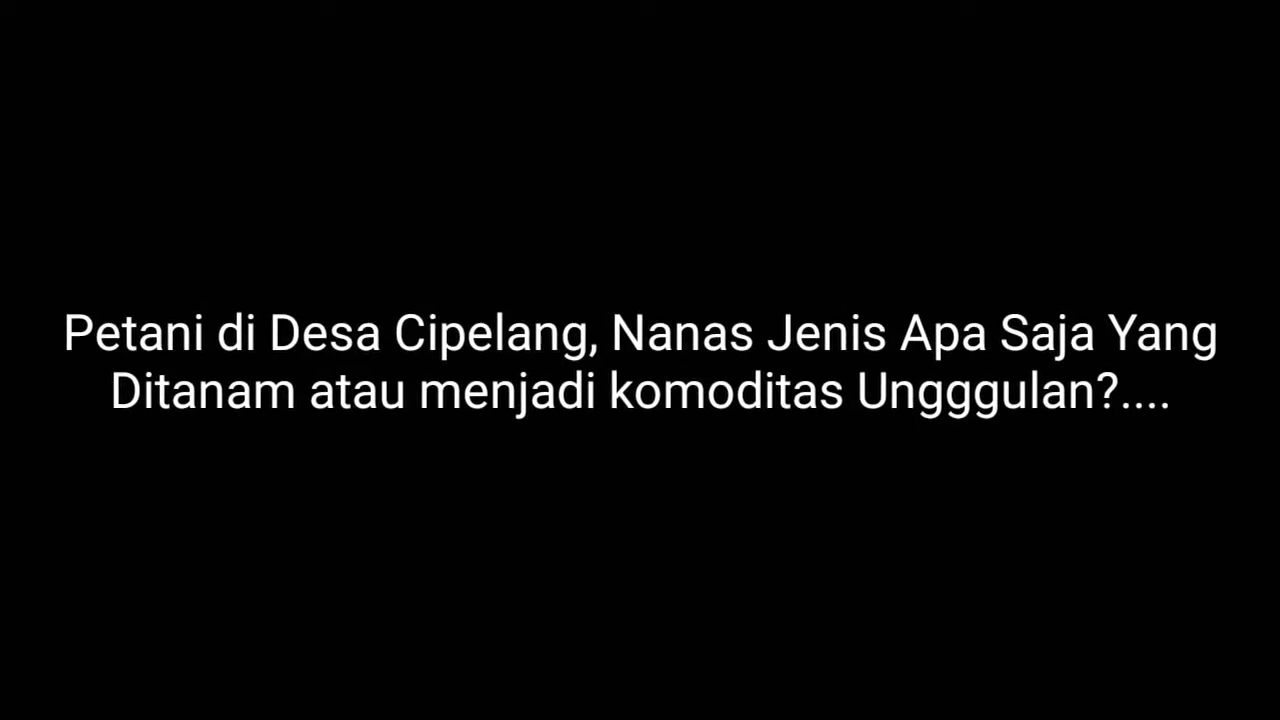 Petani di Desa Cipelang, Nanas Jenis Apa Saja Yang
Ditanam atau menjadi komoditas Ungggulan?....